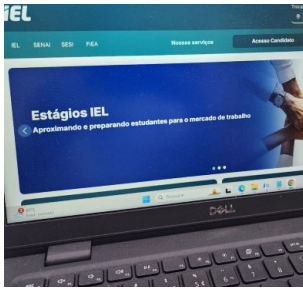 IEL
IEL SENAI SESI FIEA Nossos serviços Acesso Candidato
Estágios IEL
Aproximando e preparando estudantes para o mercado de trabalho
DELL